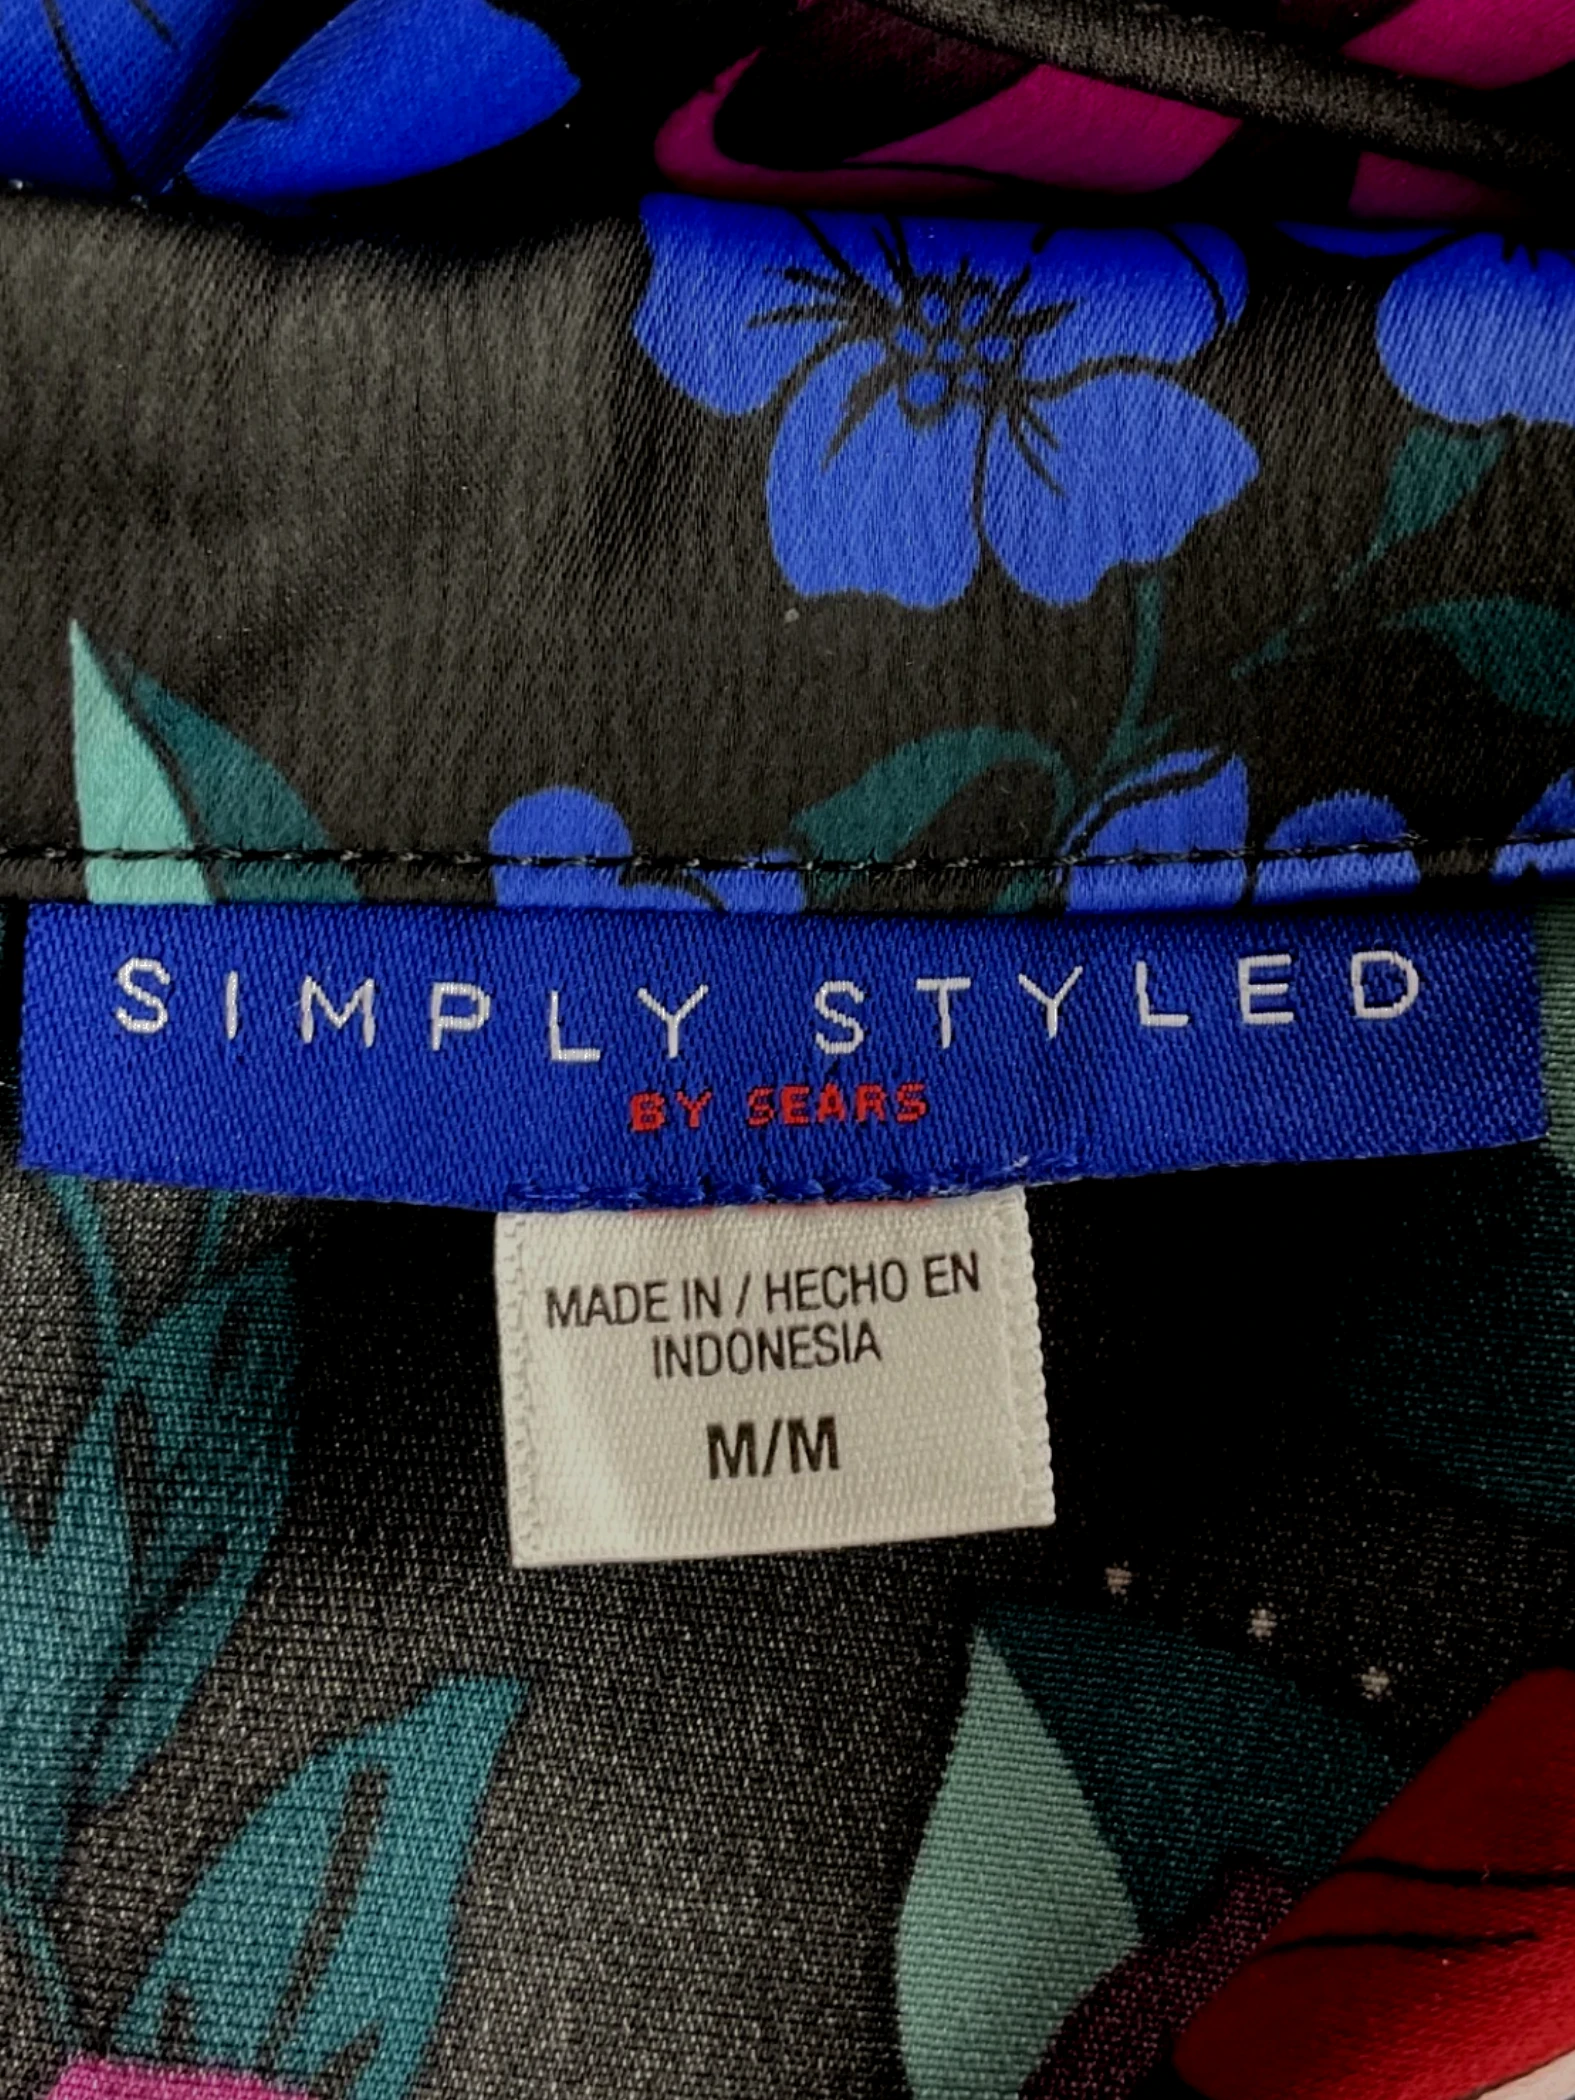 SIMPLY STYLED
BY SEARS
MADE IN / HECHO EN
INDONESIA
M/M